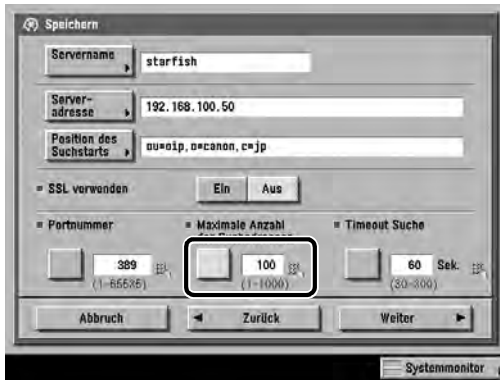 Speichern
Servername
starfish
Server-
adresse
192.168.100.50
Position des
Suchstarts
ou=oip,o=canon,c=jp
SSL verwenden
Ein
Aus
Portnummer
Maximale Anzahl
Timeout Suche
389
100
60 Sek.
(1-65535)
(1-1000)
(30-300)
Abbruch
Zurück
Weiter
Systemmonitor